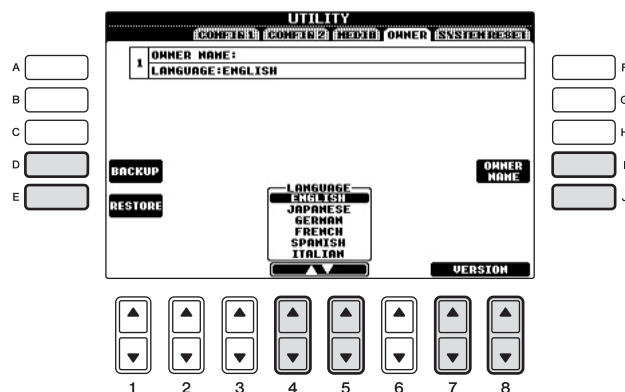 UTILITY
CONFIG 1 CONFIG 2 MEDIA OWNER SYSTEM RESET
1
OWNER NAME:
LANGUAGE:ENGLISH
A
B
C
D
E
F
G
H
I
J
BACKUP
RESTORE
OWNER
NAME
LANGUAGE
ENGLISH
JAPANESE
GERMAN
FRENCH
SPANISH
ITALIAN
▲▼
VERSION
1 2 3 4 5 6 7 8